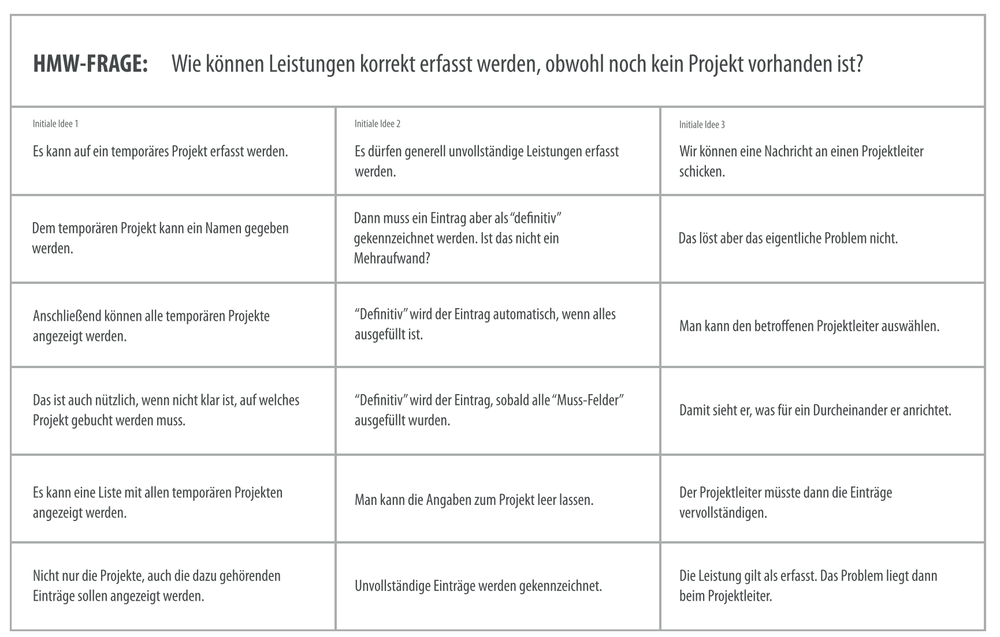 HMW-FRAGE: Wie können Leistungen korrekt erfasst werden, obwohl noch kein Projekt vorhanden ist?
Initiale Idee 1
Es kann auf ein temporäres Projekt erfasst werden.
Initiale Idee 2
Es dürfen generell unvollständige Leistungen erfasst
werden.
Initiale Idee 3
Wir können eine Nachricht an einen Projektleiter
schicken.
Dem temporären Projekt kann ein Namen gegeben
werden.
Dann muss ein Eintrag aber als “definitiv”
gekennzeichnet werden. Ist das nicht ein
Mehraufwand?
Das löst aber das eigentliche Problem nicht.
Anschließend können alle temporären Projekte
angezeigt werden.
“Definitiv” wird der Eintrag automatisch, wenn alles
ausgefüllt ist.
Man kann den betroffenen Projektleiter auswählen.
Das ist auch nützlich, wenn nicht klar ist, auf welches
Projekt gebucht werden muss.
“Definitiv” wird der Eintrag, sobald alle “Muss-Felder”
ausgefüllt wurden.
Damit sieht er, was für ein Durcheinander er anrichtet.
Es kann eine Liste mit allen temporären Projekten
angezeigt werden.
Man kann die Angaben zum Projekt leer lassen.
Der Projektleiter müsste dann die Einträge
vervollständigen.
Nicht nur die Projekte, auch die dazu gehörenden
Einträge sollen angezeigt werden.
Unvollständige Einträge werden gekennzeichnet.
Die Leistung gilt als erfasst. Das Problem liegt dann
beim Projektleiter.